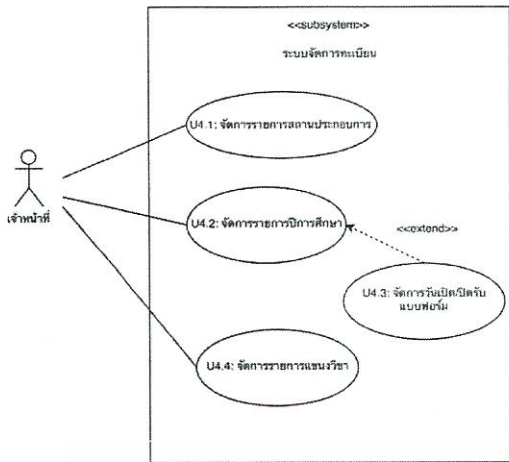 <<subsystem>>
ระบบจัดการทะเบียน
U4.1: จัดการรายการสถานประกอบการ
เจ้าหน้าที่
U4.2: จัดการรายการปีการศึกษา
<<extend>>
U4.3: จัดการวันเปิด/ปิดรับ
แบบฟอร์ม
U4.4: จัดการรายการแขนงวิชา